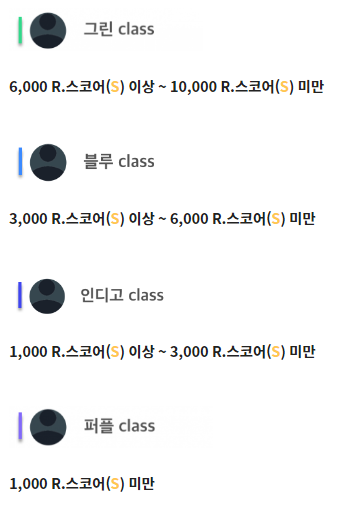 그린 class
6,000 R.스코어(S) 이상 ~ 10,000 R.스코어(S) 미만
블루 class
3,000 R.스코어(S) 이상 ~ 6,000 R.스코어(S) 미만
인디고 class
1,000 R.스코어(S) 이상 ~ 3,000 R.스코어(S) 미만
퍼플 class
1,000 R.스코어(S) 미만